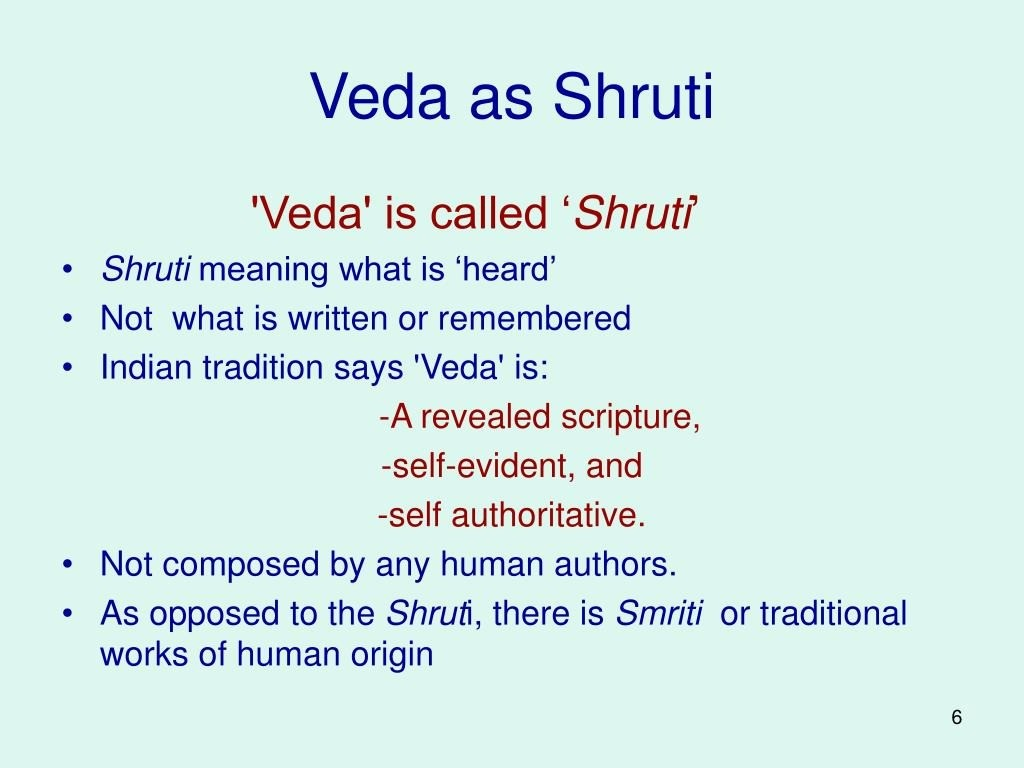 Veda as Shruti
'Veda' is called ‘Shruti’
• Shruti meaning what is ‘heard’
• Not  what is written or remembered
• Indian tradition says 'Veda' is:
-A revealed scripture,
-self-evident, and
-self authoritative.
• Not composed by any human authors.
• As opposed to the Shruti, there is Smriti  or traditional
works of human origin
6